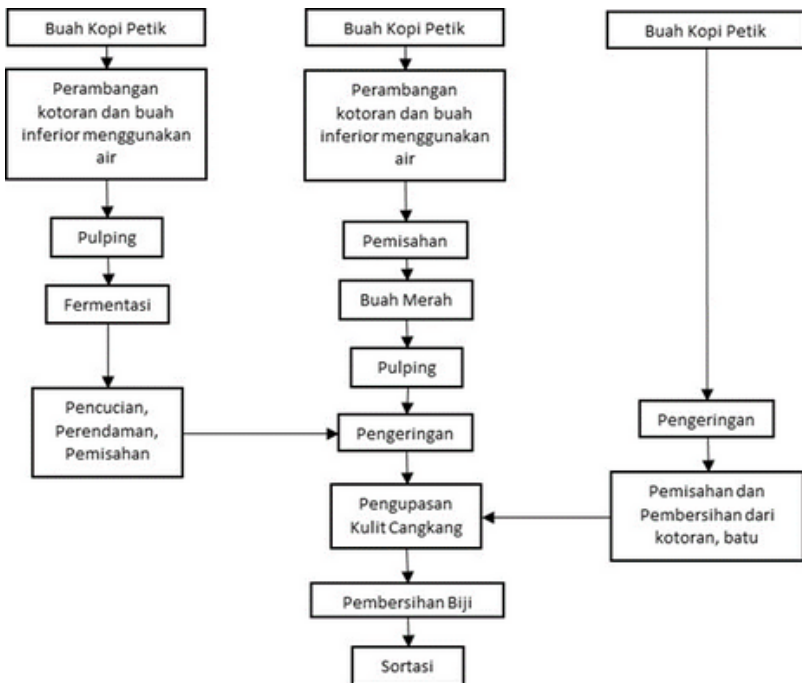 Buah Kopi Petik
Perambangan
kotoran dan buah
inferior menggunakan
air
Pulping
Fermentasi
Pencucian,
Perendaman,
Pemisahan
Buah Kopi Petik
Perambangan
kotoran dan buah
inferior menggunakan
air
Pemisahan
Buah Merah
Pulping
Pengeringan
Pengupasan
Kulit Cangkang
Pembersihan Biji
Sortasi
Buah Kopi Petik
Pengeringan
Pemisahan dan
Pembersihan dari
kotoran, batu